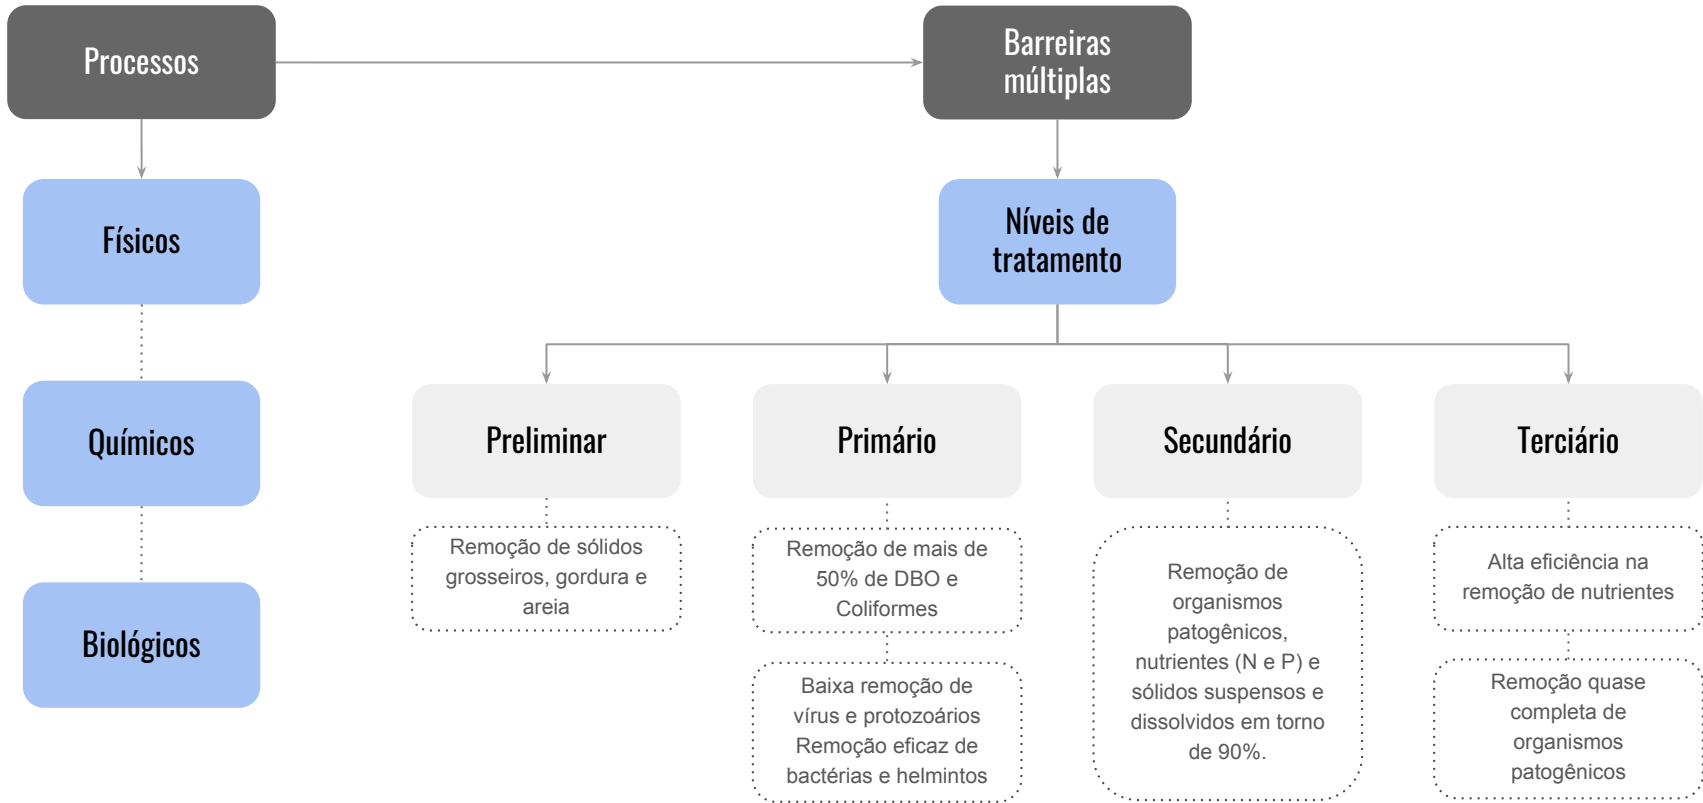 Processos
Barreiras
múltiplas
Físicos
Químicos
Biológicos
Níveis de
tratamento
Preliminar
Remoção de sólidos
grosseiros, gordura e
areia
Primário
Remoção de mais de
50% de DBO e
Coliformes
Baixa remoção de
vírus e protozoários
Remoção eficaz de
bactérias e helmintos
Secundário
Remoção de
organismos
patogênicos,
nutrientes (N e P) e
sólidos suspensos e
dissolvidos em torno
de 90%.
Terciário
Alta eficiência na
remoção de nutrientes
Remoção quase
completa de
organismos
patogênicos